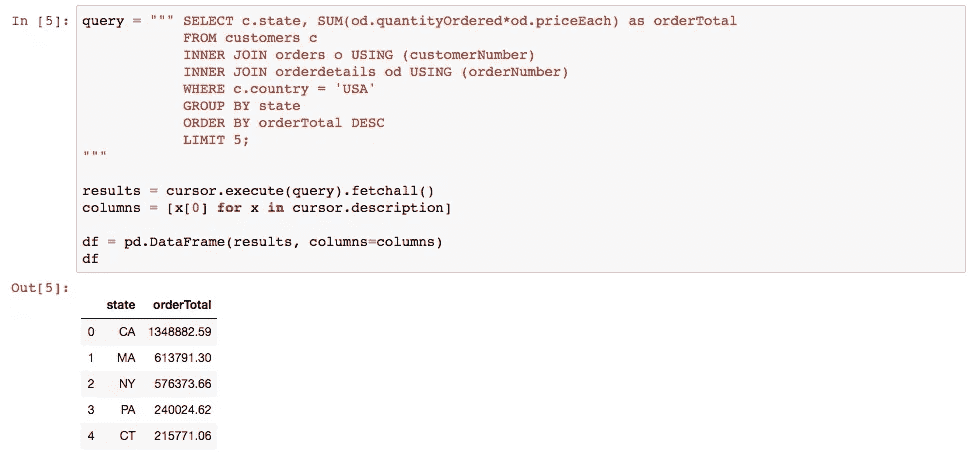 In [5]: query = """ SELECT c.state, SUM(od.quantityOrdered*od.priceEach) as orderTotal
FROM customers c
INNER JOIN orders o USING (customerNumber)
INNER JOIN orderdetails od USING (orderNumber)
WHERE c.country = 'USA'
GROUP BY state
ORDER BY orderTotal DESC
LIMIT 5;
"""
results = cursor.execute(query).fetchall()
columns = [x[0] for x in cursor.description]
df = pd.DataFrame(results, columns=columns)
df
Out[5]:
state orderTotal
0 CA 1348882.59
1 MA 613791.30
2 NY 576373.66
3 PA 240024.62
4 CT 215771.06